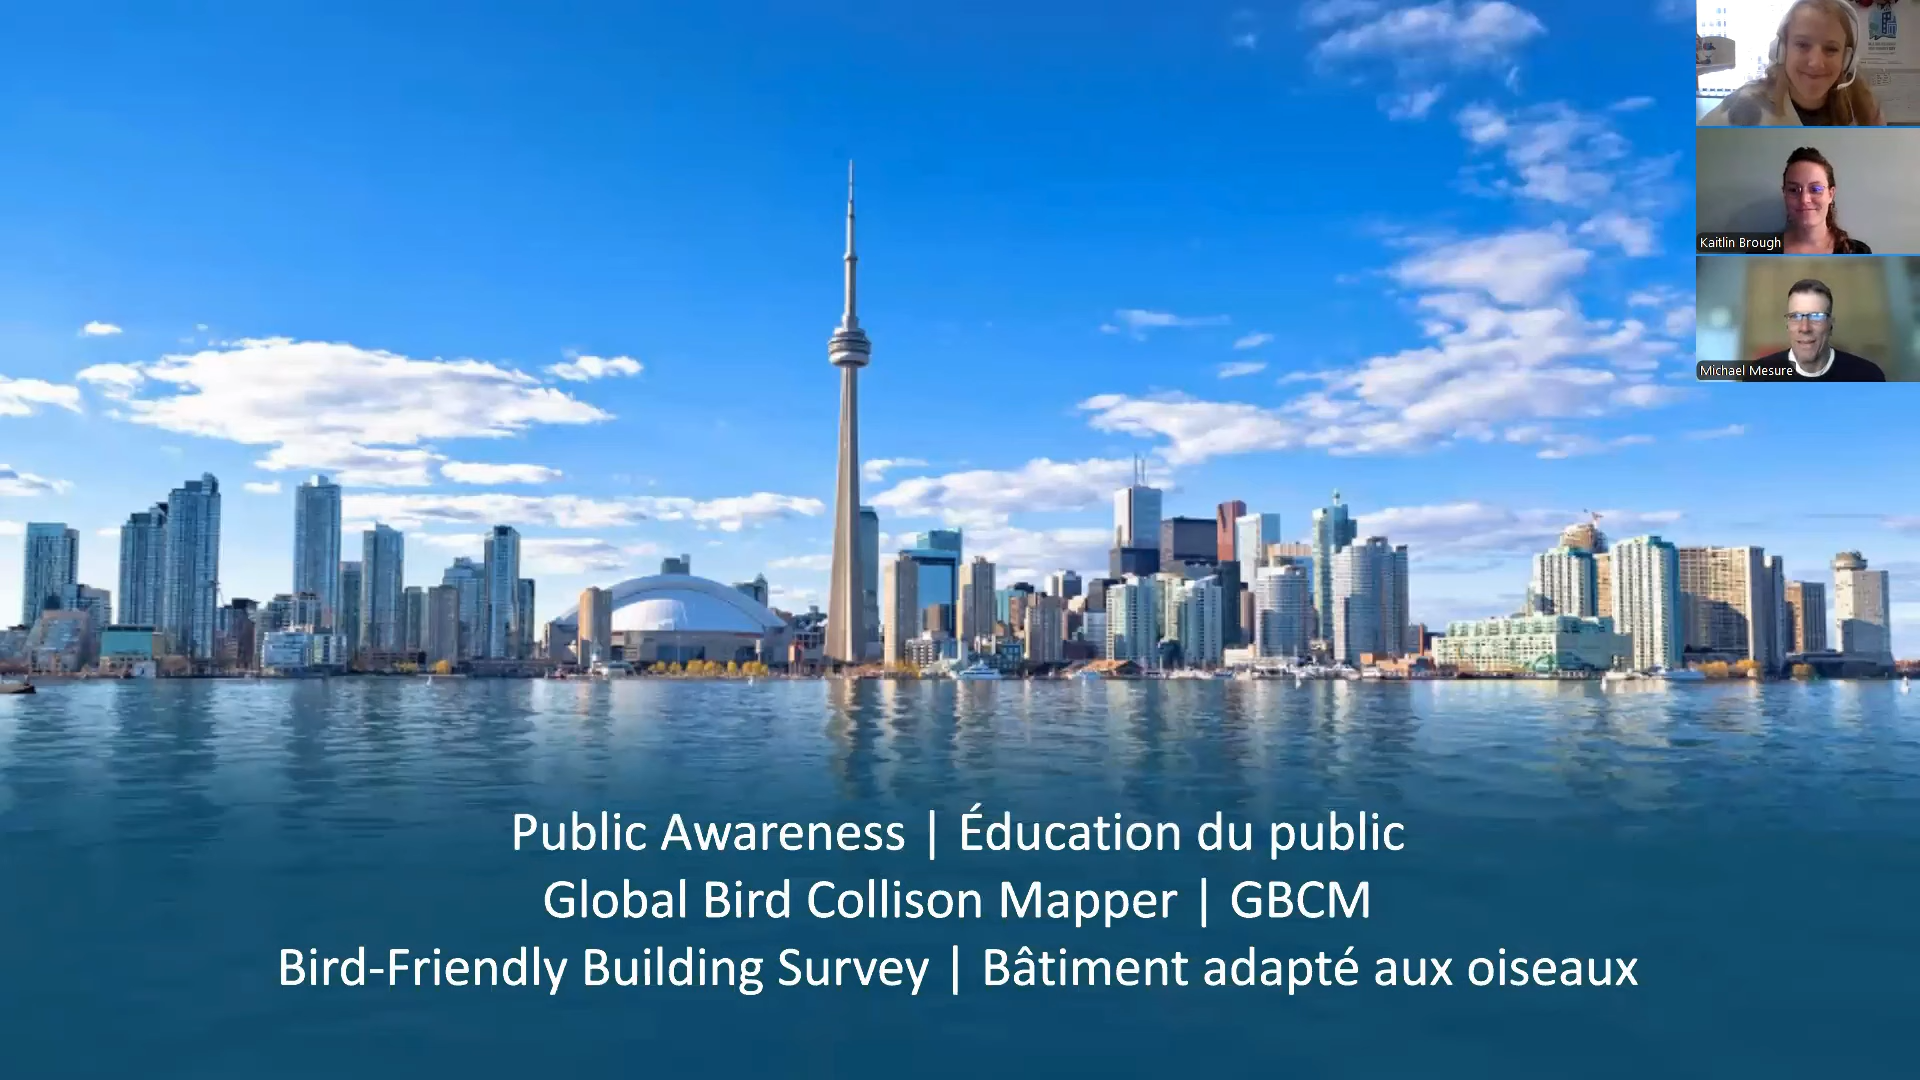 Kaitlin Brough
Michael Mesure
Public Awareness | Éducation du public
Global Bird Collison Mapper | GBCM
Bird-Friendly Building Survey | Bâtiment adapté aux oiseaux